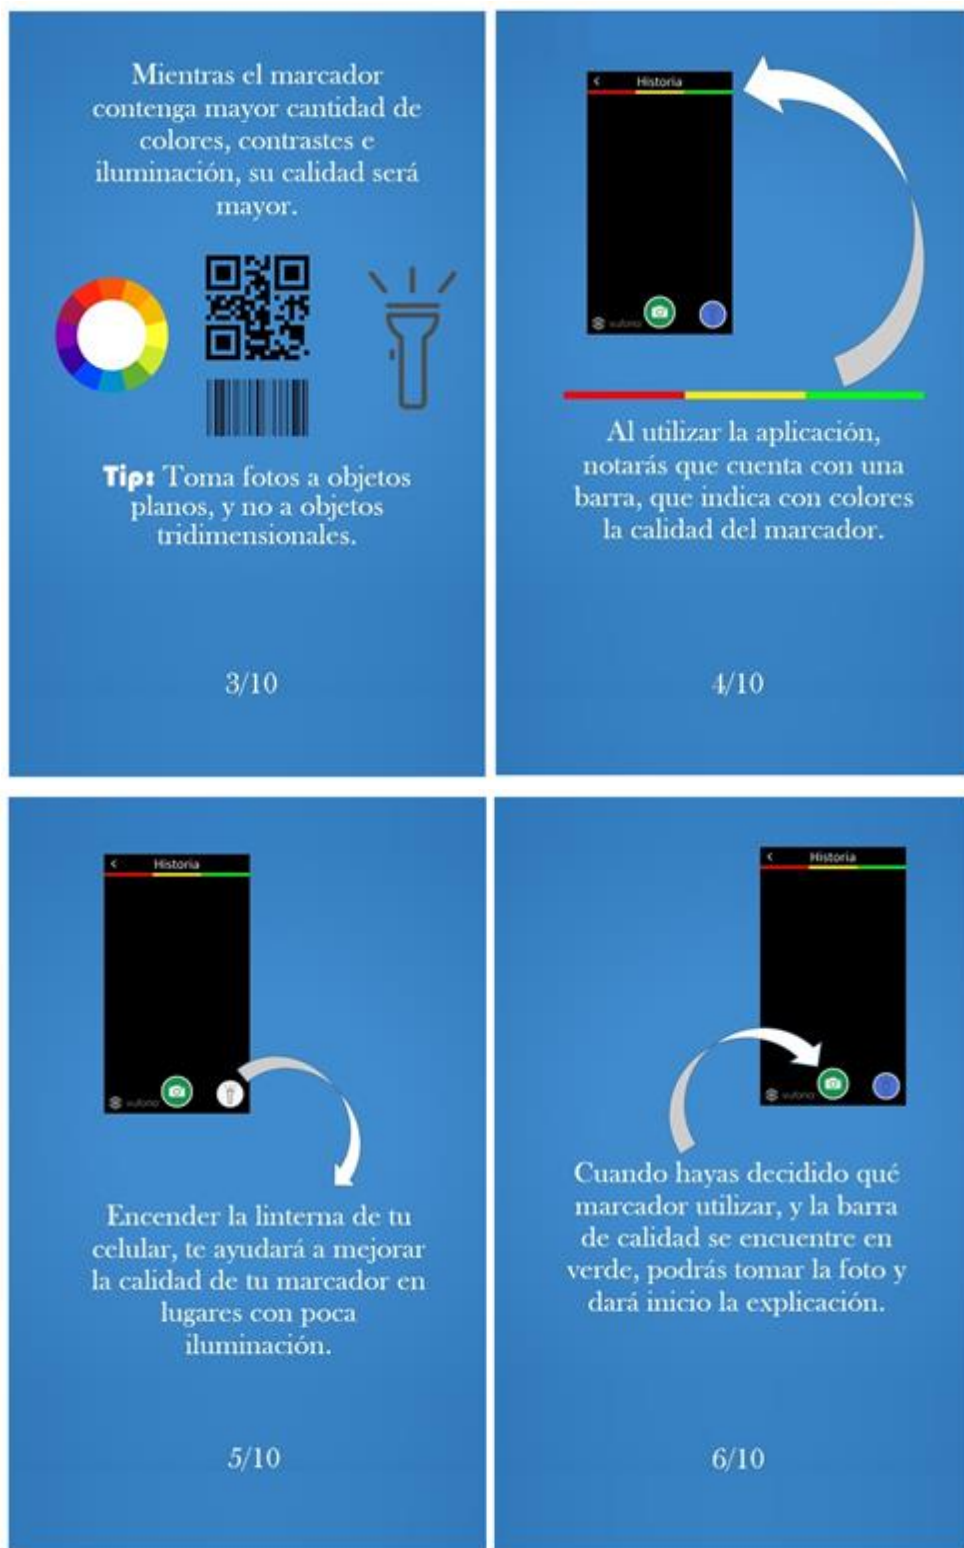 Mientras el marcador
contenga mayor cantidad de
colores, contrastes e
iluminación, su calidad será
mayor.
Tip: Toma fotos a objetos
planos, y no a objetos
tridimensionales.
3/10
< Historia
vuforia
Al utilizar la aplicación,
notarás que cuenta con una
barra, que indica con colores
la calidad del marcador.
4/10
< Historia
vuforia
Encender la linterna de tu
celular, te ayudará a mejorar
la calidad de tu marcador en
lugares con poca
iluminación.
5/10
< Historia
vuforia
Cuando hayas decidido qué
marcador utilizar, y la barra
de calidad se encuentre en
verde, podrás tomar la foto y
dará inicio la explicación.
6/10